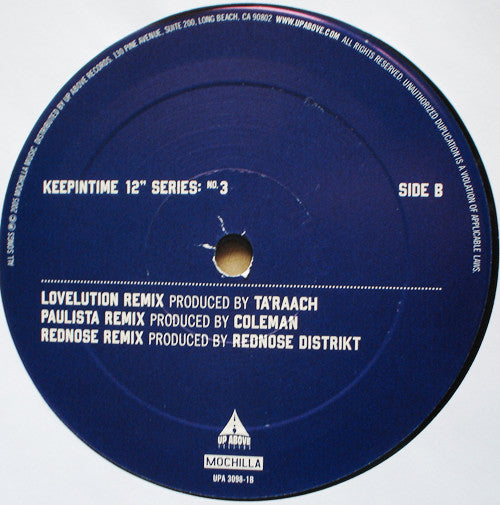 ALL SONGS ℗© 2005 MOCHILLA MUSIC. DISTRIBUTED BY UP ABOVE RECORDS. 130 PINE AVENUE, SUITE 200, LONG BEACH, CA 90802 WWW.UPABOVE.COM ALL RIGHTS RESERVED. UNAUTHORIZED DUPLICATION IS A VIOLATION OF APPLICABLE LAWS.
KEEPINTIME 12" SERIES: NO. 3 SIDE B
LOVELUTION REMIX PRODUCED BY TA'RAACH
PAULISTA REMIX PRODUCED BY COLEMAN
REDNOSE REMIX PRODUCED BY REDNOSE DISTRIKT
UP ABOVE
RECORDS
MOCHILLA
UPA 3098-1B